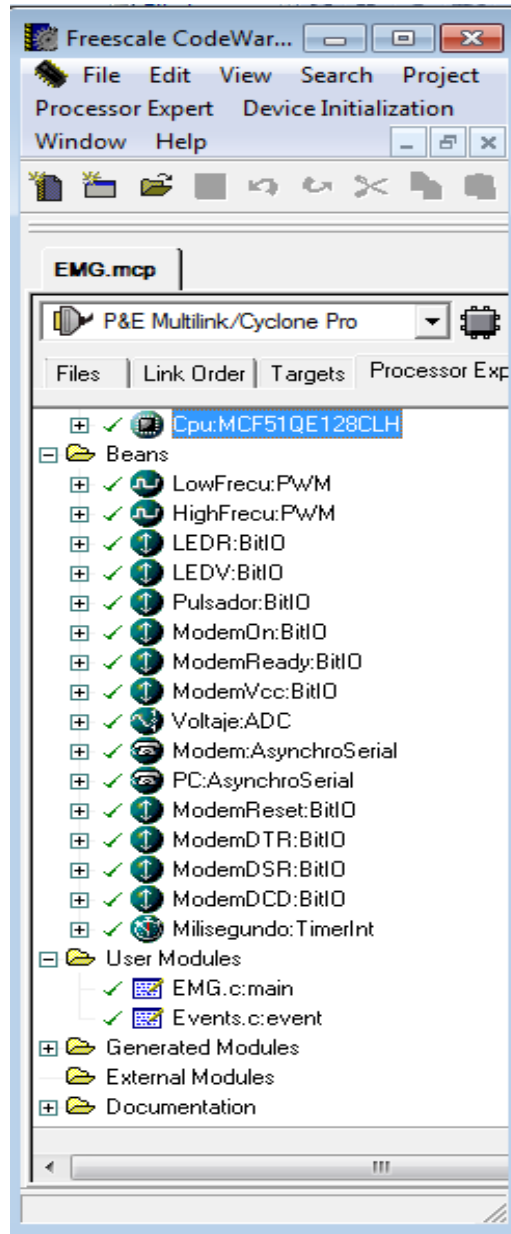 Freescale CodeWar...
File Edit View Search Project
Processor Expert Device Initialization
Window Help
EMG.mcp
P&E Multilink/Cyclone Pro
Files Link Order Targets Processor Exp
Cpu:MCF51QE128CLH
Beans
LowFrecu:PWM
HighFrecu:PWM
LEDR:BitIO
LEDV:BitIO
Pulsador:BitIO
ModemOn:BitIO
ModemReady:BitIO
ModemVcc:BitIO
Voltaje:ADC
Modem:AsynchroSerial
PC:AsynchroSerial
ModemReset:BitIO
ModemDTR:BitIO
ModemDSR:BitIO
ModemDCD:BitIO
Milisegundo:TimerInt
User Modules
EMG.c:main
Events.c:event
Generated Modules
External Modules
Documentation